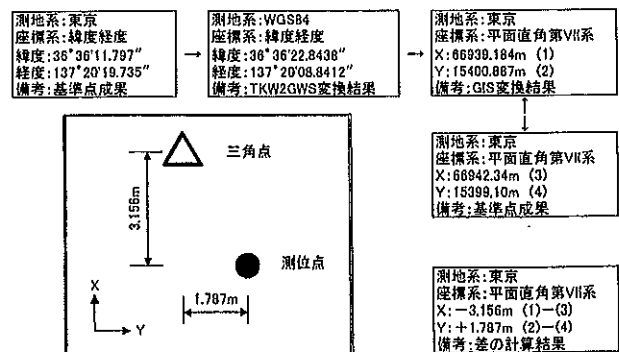 測地系:東京
座標系:緯度経度
緯度:36°36'11.797"
経度:137°20'19.735"
備考:基準点成果
→
測地系:WGS84
座標系:緯度経度
緯度:36°36'22.8436"
経度:137°20'08.8412"
備考:TKW2GWS変換結果
→
測地系:東京
座標系:平面直角第VII系
X:66939.184m (1)
Y:15400.887m (2)
備考:GIS変換結果
測地系:東京
座標系:平面直角第VII系
X:66942.34m (3)
Y:15399.10m (4)
備考:基準点成果
三角点
3.156m
測位点
1.787m
X
Y
測地系:東京
座標系:平面直角第VII系
X:-3.156m (1)-(3)
Y:+1.787m (2)-(4)
備考:差の計算結果